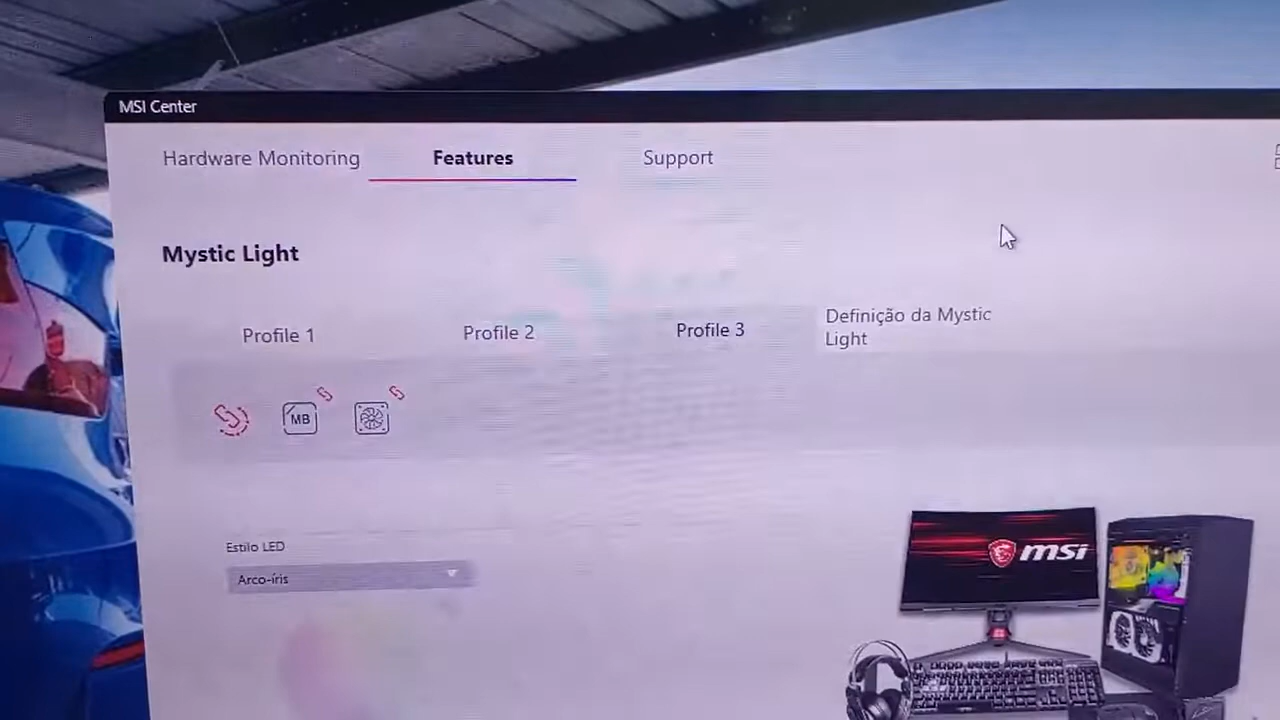 MSI Center
Hardware Monitoring
Features
Support
Mystic Light
Profile 1
Profile 2
Profile 3
Definição da Mystic
Light
MB
Estilo LED
Arco-íris
msi